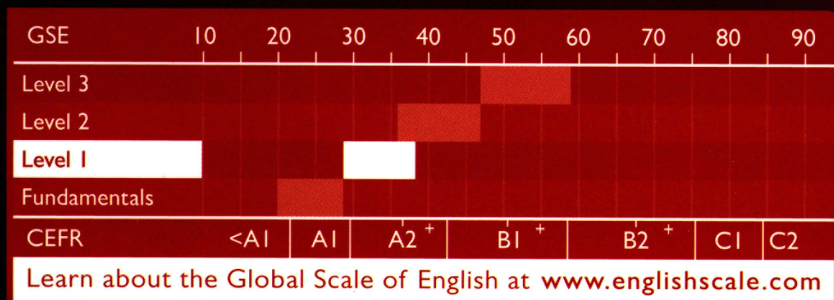 GSE 10 20 30 40 50 60 70 80 90
Level 3
Level 2
Level 1
Fundamentals
CEFR <A1 A1 A2 + B1 + B2 + C1 C2
Learn about the Global Scale of English at www.englishscale.com